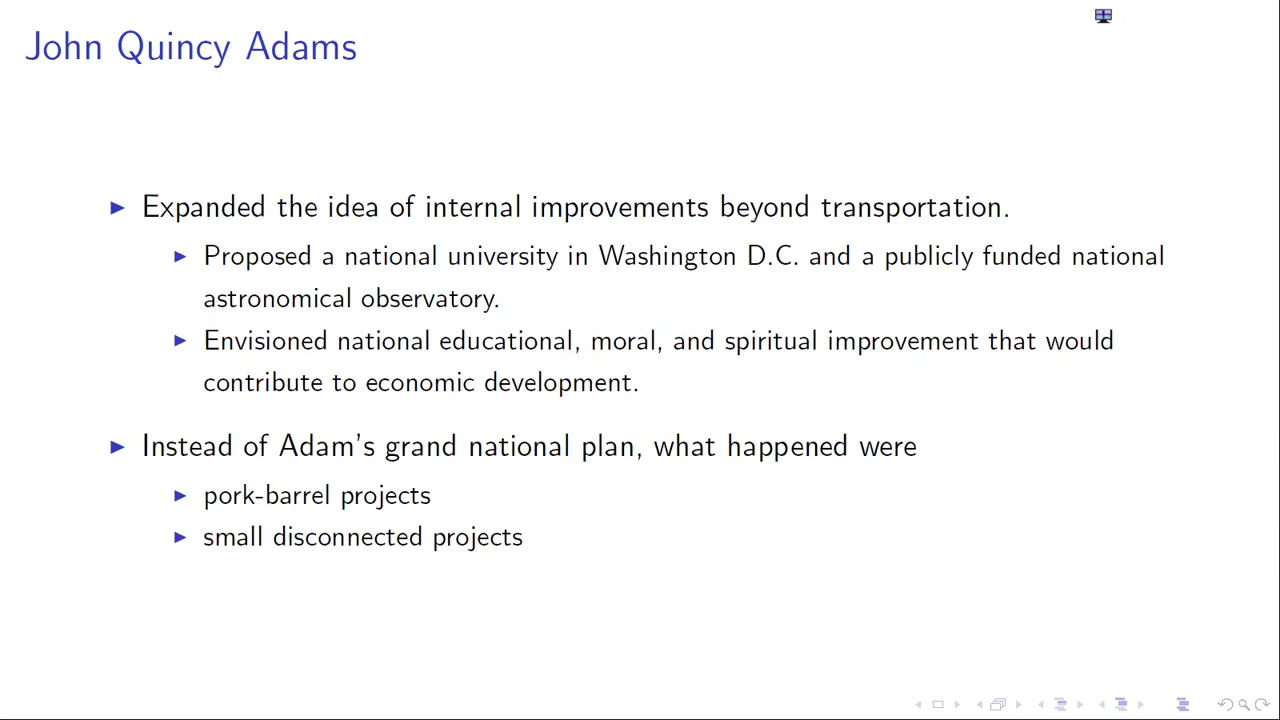 John Quincy Adams
Expanded the idea of internal improvements beyond transportation.
Proposed a national university in Washington D.C. and a publicly funded national
astronomical observatory.
Envisioned national educational, moral, and spiritual improvement that would
contribute to economic development.
Instead of Adam's grand national plan, what happened were
pork-barrel projects
small disconnected projects